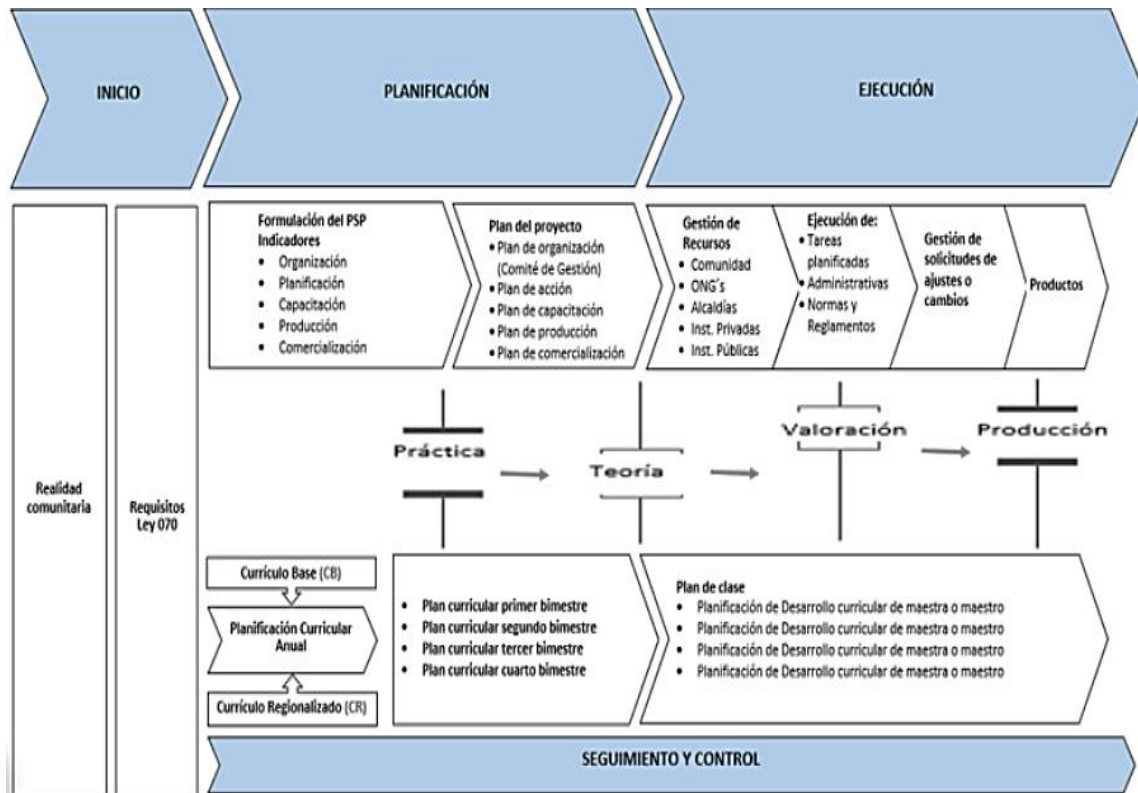 INICIO
PLANIFICACIÓN
EJECUCIÓN
Realidad
comunitaria
Requisitos
Ley 070
Formulación del PSP
Indicadores
• Organización
• Planificación
• Capacitación
• Producción
• Comercialización
Plan del proyecto
• Plan de organización
(Comité de Gestión)
• Plan de acción
• Plan de capacitación
• Plan de producción
• Plan de comercialización
Gestión de
Recursos
• Comunidad
• ONG´s
• Alcaldías
• Inst. Privadas
• Inst. Públicas
Ejecución de:
• Tareas
planificadas
• Administrativas
• Normas y
Reglamentos
Gestión de
solicitudes de
ajustes o
cambios
Productos
Práctica
Teoría
Valoración
Producción
Currículo Base (CB)
Planificación Curricular
Anual
Currículo Regionalizado (CR)
• Plan curricular primer bimestre
• Plan curricular segundo bimestre
• Plan curricular tercer bimestre
• Plan curricular cuarto bimestre
Plan de clase
• Planificación de Desarrollo curricular de maestra o maestro
• Planificación de Desarrollo curricular de maestra o maestro
• Planificación de Desarrollo curricular de maestra o maestro
• Planificación de Desarrollo curricular de maestra o maestro
SEGUIMIENTO Y CONTROL